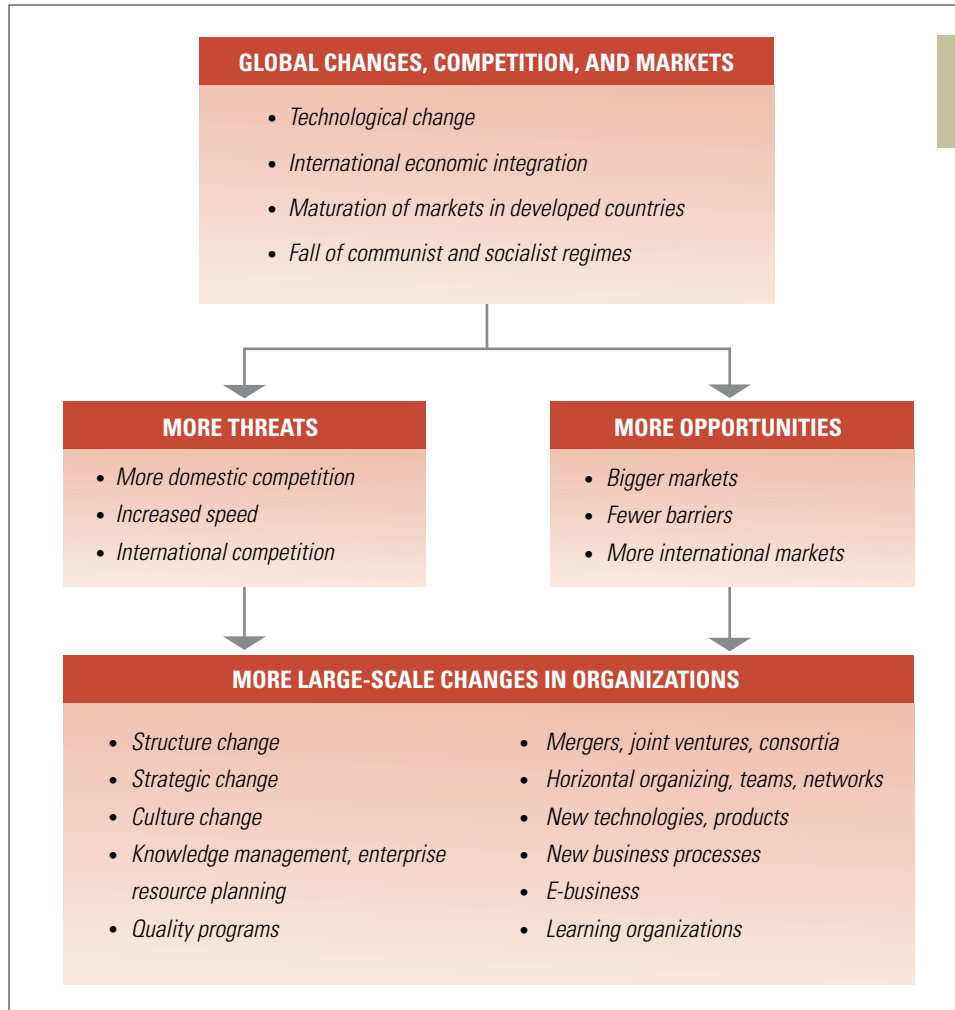 GLOBAL CHANGES, COMPETITION, AND MARKETS
• Technological change
• International economic integration
• Maturation of markets in developed countries
• Fall of communist and socialist regimes
MORE THREATS
• More domestic competition
• Increased speed
• International competition
MORE OPPORTUNITIES
• Bigger markets
• Fewer barriers
• More international markets
MORE LARGE-SCALE CHANGES IN ORGANIZATIONS
• Structure change
• Strategic change
• Culture change
• Knowledge management, enterprise
resource planning
• Quality programs
• Mergers, joint ventures, consortia
• Horizontal organizing, teams, networks
• New technologies, products
• New business processes
• E-business
• Learning organizations